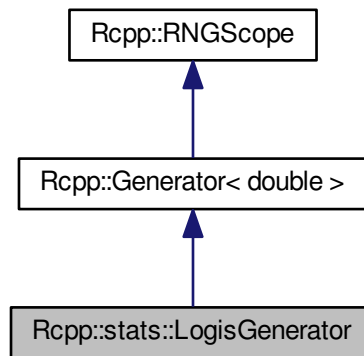 Rcpp::RNGScope
Rcpp::Generator< double >
Rcpp::stats::LogisGenerator